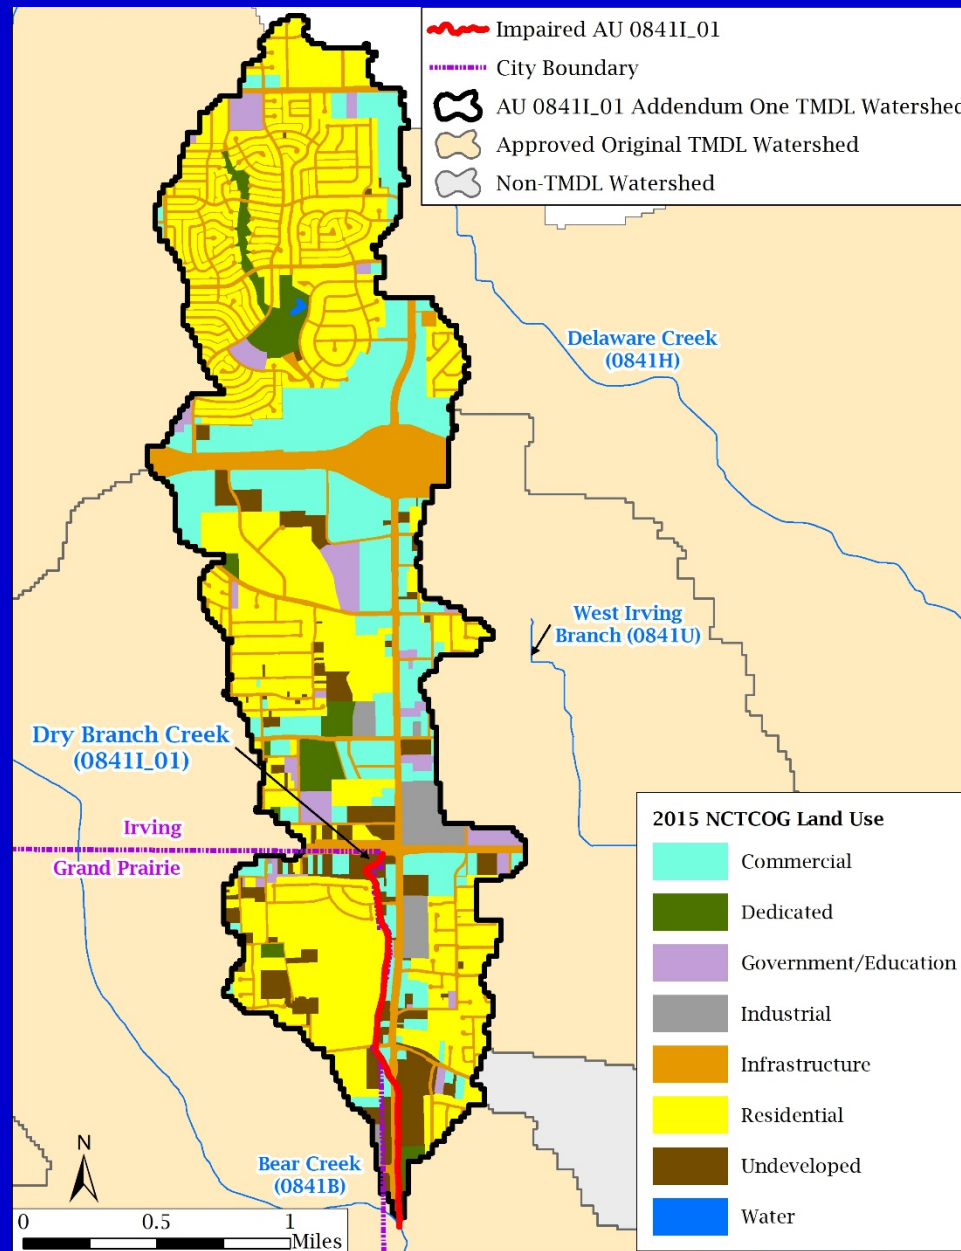 Impaired AU 0841I_01
City Boundary
AU 0841I_01 Addendum One TMDL Watershed
Approved Original TMDL Watershed
Non-TMDL Watershed
Delaware Creek
(0841H)
West Irving
Branch (0841U)
Dry Branch Creek
(0841I_01)
Irving
Grand Prairie
Bear Creek
(0841B)
N
0 0.5 1
Miles
2015 NCTCOG Land Use
Commercial
Dedicated
Government/Education
Industrial
Infrastructure
Residential
Undeveloped
Water